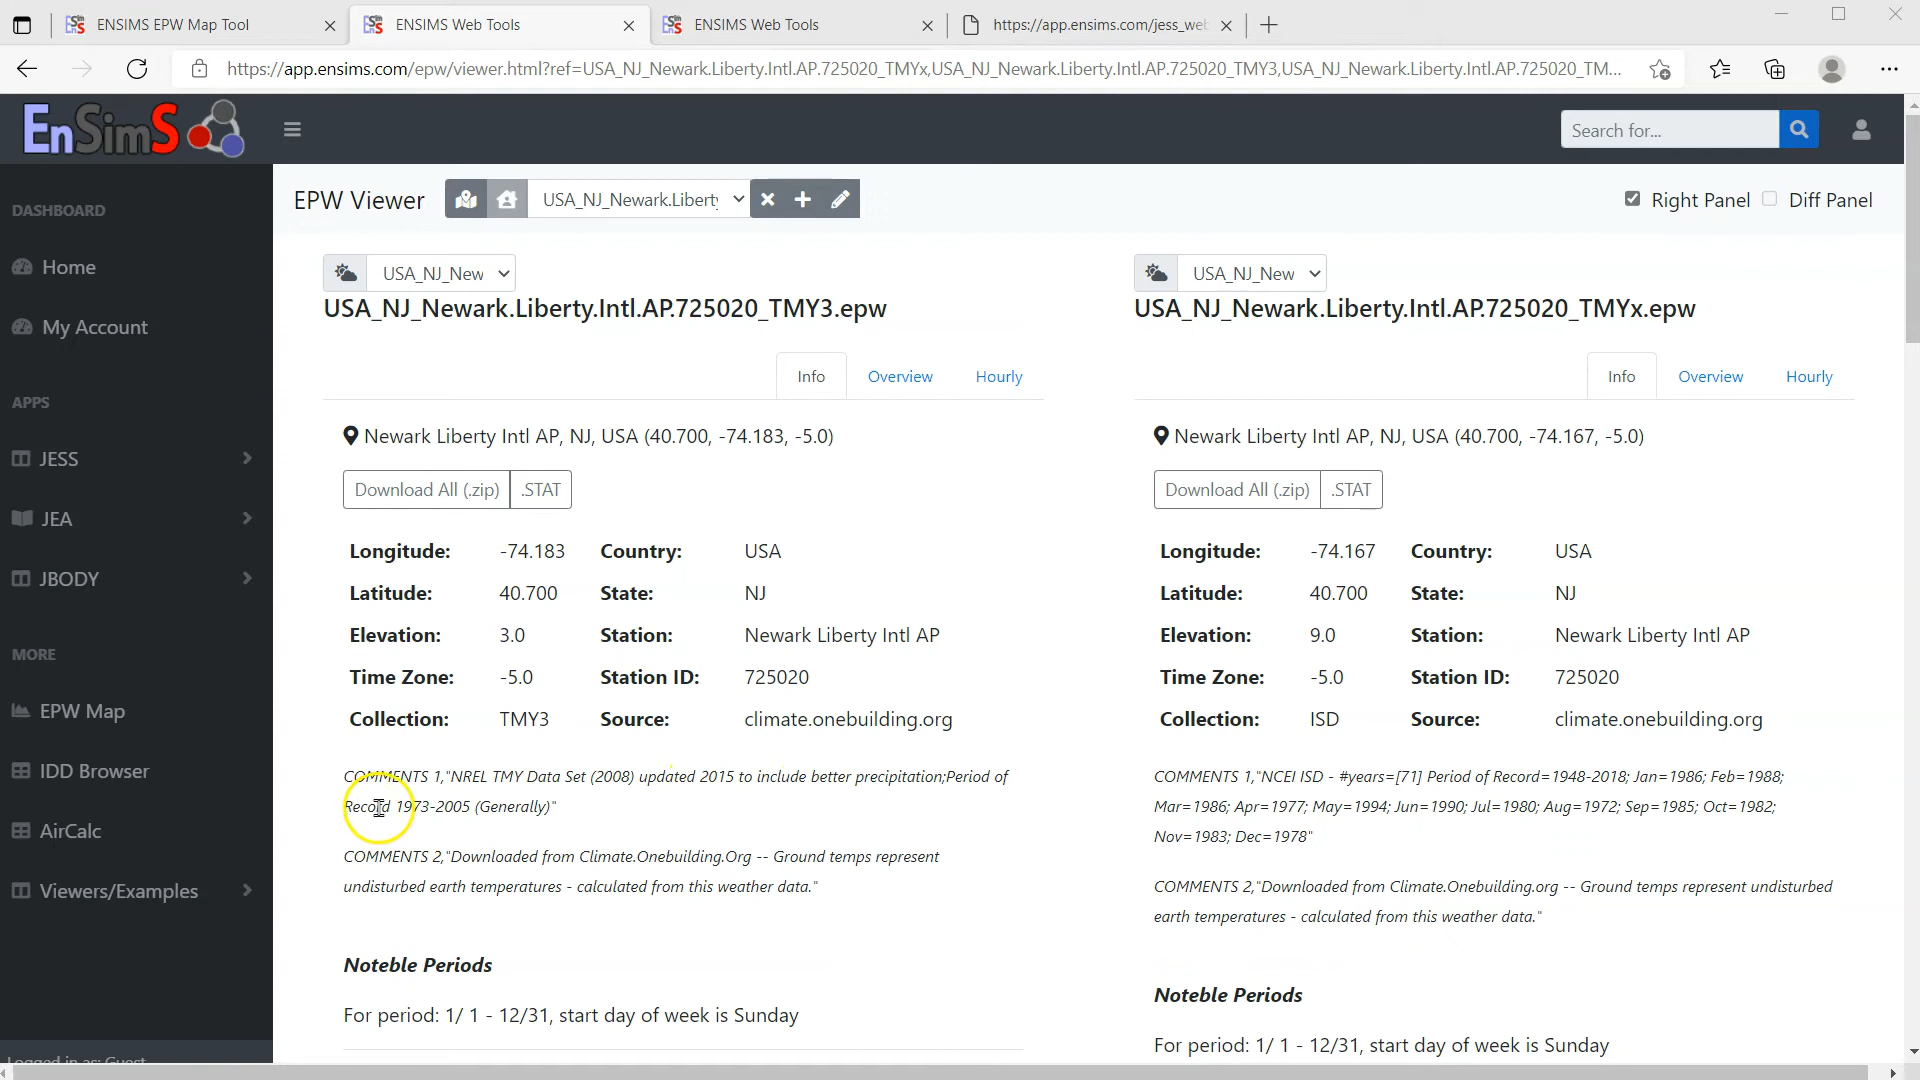 ENSIMS EPW Map Tool
ENSIMS Web Tools
ENSIMS Web Tools
https://app.ensims.com/jess_web
https://app.ensims.com/epw/viewer.html?ref=USA_NJ_Newark.Liberty.Intl.AP.725020_TMYx,USA_NJ_Newark.Liberty.Intl.AP.725020_TMY3,USA_NJ_Newark.Liberty.Intl.AP.725020_TM...
EnSimS
Search for...
DASHBOARD
Home
My Account
APPS
JESS
JEA
JBODY
MORE
EPW Map
IDD Browser
AirCalc
Viewers/Examples
Logged in as: Guest
EPW Viewer
USA_NJ_Newark.Liberty
Right Panel
Diff Panel
USA_NJ_New
USA_NJ_Newark.Liberty.Intl.AP.725020_TMY3.epw
Info Overview Hourly
Newark Liberty Intl AP, NJ, USA (40.700, -74.183, -5.0)
Download All (.zip) .STAT
Longitude: -74.183 Country: USA
Latitude: 40.700 State: NJ
Elevation: 3.0 Station: Newark Liberty Intl AP
Time Zone: -5.0 Station ID: 725020
Collection: TMY3 Source: climate.onebuilding.org
COMMENTS 1,"NREL TMY Data Set (2008) updated 2015 to include better precipitation;Period of
Record 1973-2005 (Generally)"
COMMENTS 2,"Downloaded from Climate.Onebuilding.Org -- Ground temps represent
undisturbed earth temperatures - calculated from this weather data."
Noteble Periods
For period: 1/ 1 - 12/31, start day of week is Sunday
USA_NJ_New
USA_NJ_Newark.Liberty.Intl.AP.725020_TMYx.epw
Info Overview Hourly
Newark Liberty Intl AP, NJ, USA (40.700, -74.167, -5.0)
Download All (.zip) .STAT
Longitude: -74.167 Country: USA
Latitude: 40.700 State: NJ
Elevation: 9.0 Station: Newark Liberty Intl AP
Time Zone: -5.0 Station ID: 725020
Collection: ISD Source: climate.onebuilding.org
COMMENTS 1,"NCEI ISD - #years=[71] Period of Record=1948-2018; Jan=1986; Feb=1988;
Mar=1986; Apr=1977; May=1994; Jun=1990; Jul=1980; Aug=1972; Sep=1985; Oct=1982;
Nov=1983; Dec=1978"
COMMENTS 2,"Downloaded from Climate.Onebuilding.org -- Ground temps represent undisturbed
earth temperatures - calculated from this weather data."
Noteble Periods
For period: 1/ 1 - 12/31, start day of week is Sunday